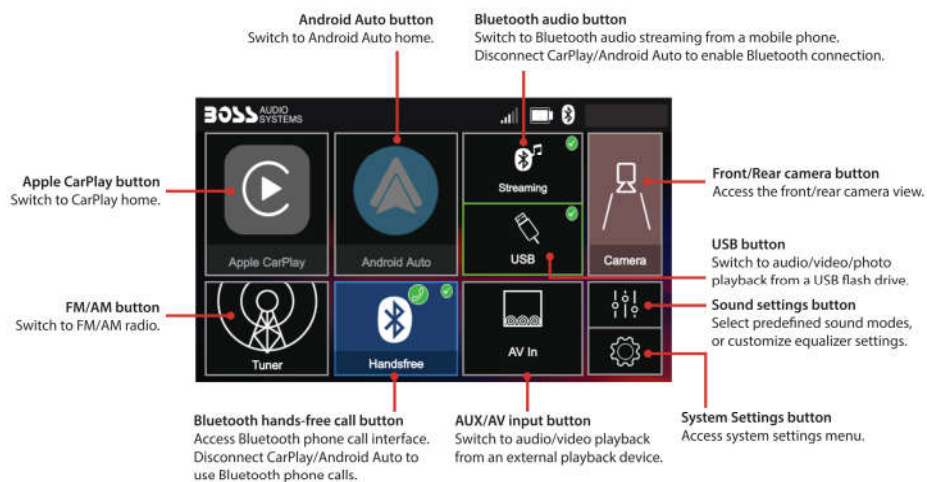 Android Auto button
Switch to Android Auto home.
Bluetooth audio button
Switch to Bluetooth audio streaming from a mobile phone.
Disconnect CarPlay/Android Auto to enable Bluetooth connection.
Apple CarPlay button
Switch to CarPlay home.
FM/AM button
Switch to FM/AM radio.
BOSS AUDIO
SYSTEMS
Apple CarPlay
Android Auto
Streaming
USB
Camera
Tuner
Handsfree
AV In
Front/Rear camera button
Access the front/rear camera view.
USB button
Switch to audio/video/photo
playback from a USB flash drive.
Sound settings button
Select predefined sound modes,
or customize equalizer settings.
Bluetooth hands-free call button
Access Bluetooth phone call interface.
Disconnect CarPlay/Android Auto to
use Bluetooth phone calls.
AUX/AV input button
Switch to audio/video playback
from an external playback device.
System Settings button
Access system settings menu.